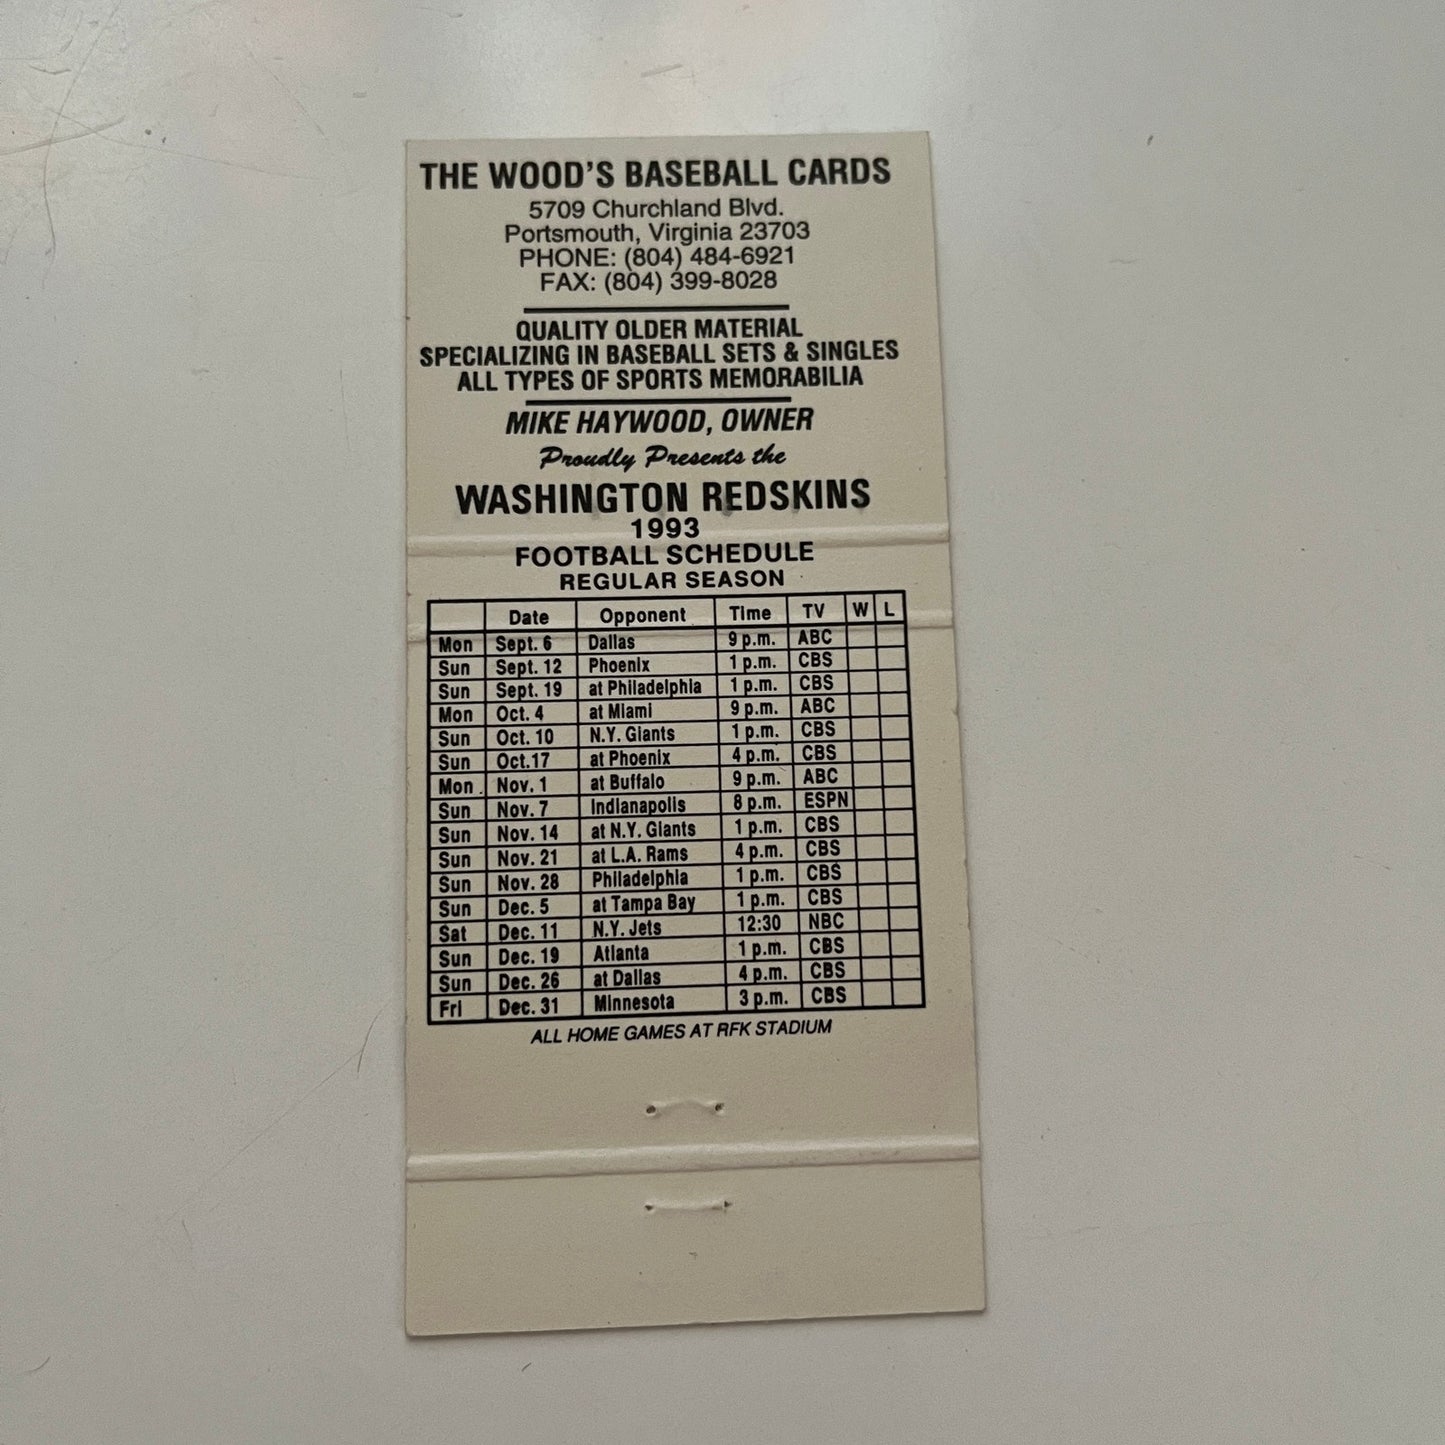 THE WOOD'S BASEBALL CARDS
5709 Churchland Blvd.
Portsmouth, Virginia 23703
PHONE: (804) 484-6921
FAX: (804) 399-8028
QUALITY OLDER MATERIAL
SPECIALIZING IN BASEBALL SETS & SINGLES
ALL TYPES OF SPORTS MEMORABILIA
MIKE HAYWOOD, OWNER
Proudly Presents the
WASHINGTON REDSKINS
1993
FOOTBALL SCHEDULE
REGULAR SEASON
Date Opponent Time TV W L
Mon Sept. 6 Dallas 9 p.m. ABC
Sun Sept. 12 Phoenix 1 p.m. CBS
Sun Sept. 19 at Philadelphia 1 p.m. CBS
Mon Oct. 4 at Miami 9 p.m. ABC
Sun Oct. 10 N.Y. Giants 1 p.m. CBS
Sun Oct.17 at Phoenix 4 p.m. CBS
Mon Nov. 1 at Buffalo 9 p.m. ABC
Sun Nov. 7 Indianapolis 8 p.m. ESPN
Sun Nov. 14 at N.Y. Giants 1 p.m. CBS
Sun Nov. 21 at L.A. Rams 4 p.m. CBS
Sun Nov. 28 Philadelphia 1 p.m. CBS
Sun Dec. 5 at Tampa Bay 1 p.m. CBS
Sat Dec. 11 N.Y. Jets 12:30 NBC
Sun Dec. 19 Atlanta 1 p.m. CBS
Sun Dec. 26 at Dallas 4 p.m. CBS
Fri Dec. 31 Minnesota 3 p.m. CBS
ALL HOME GAMES AT RFK STADIUM